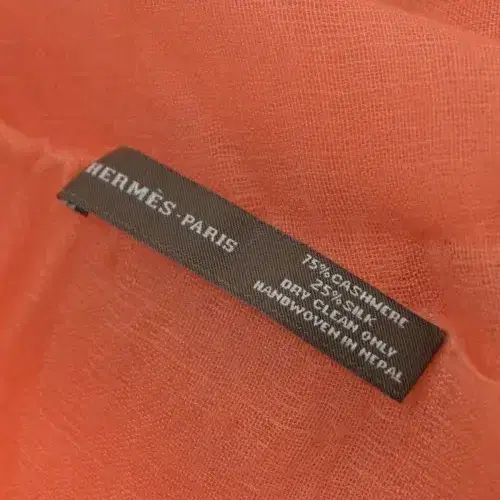 HERMÈS-PARIS
75% CASHMERE
25% SILK
DRY CLEAN ONLY
HANDWOVEN IN NEPAL